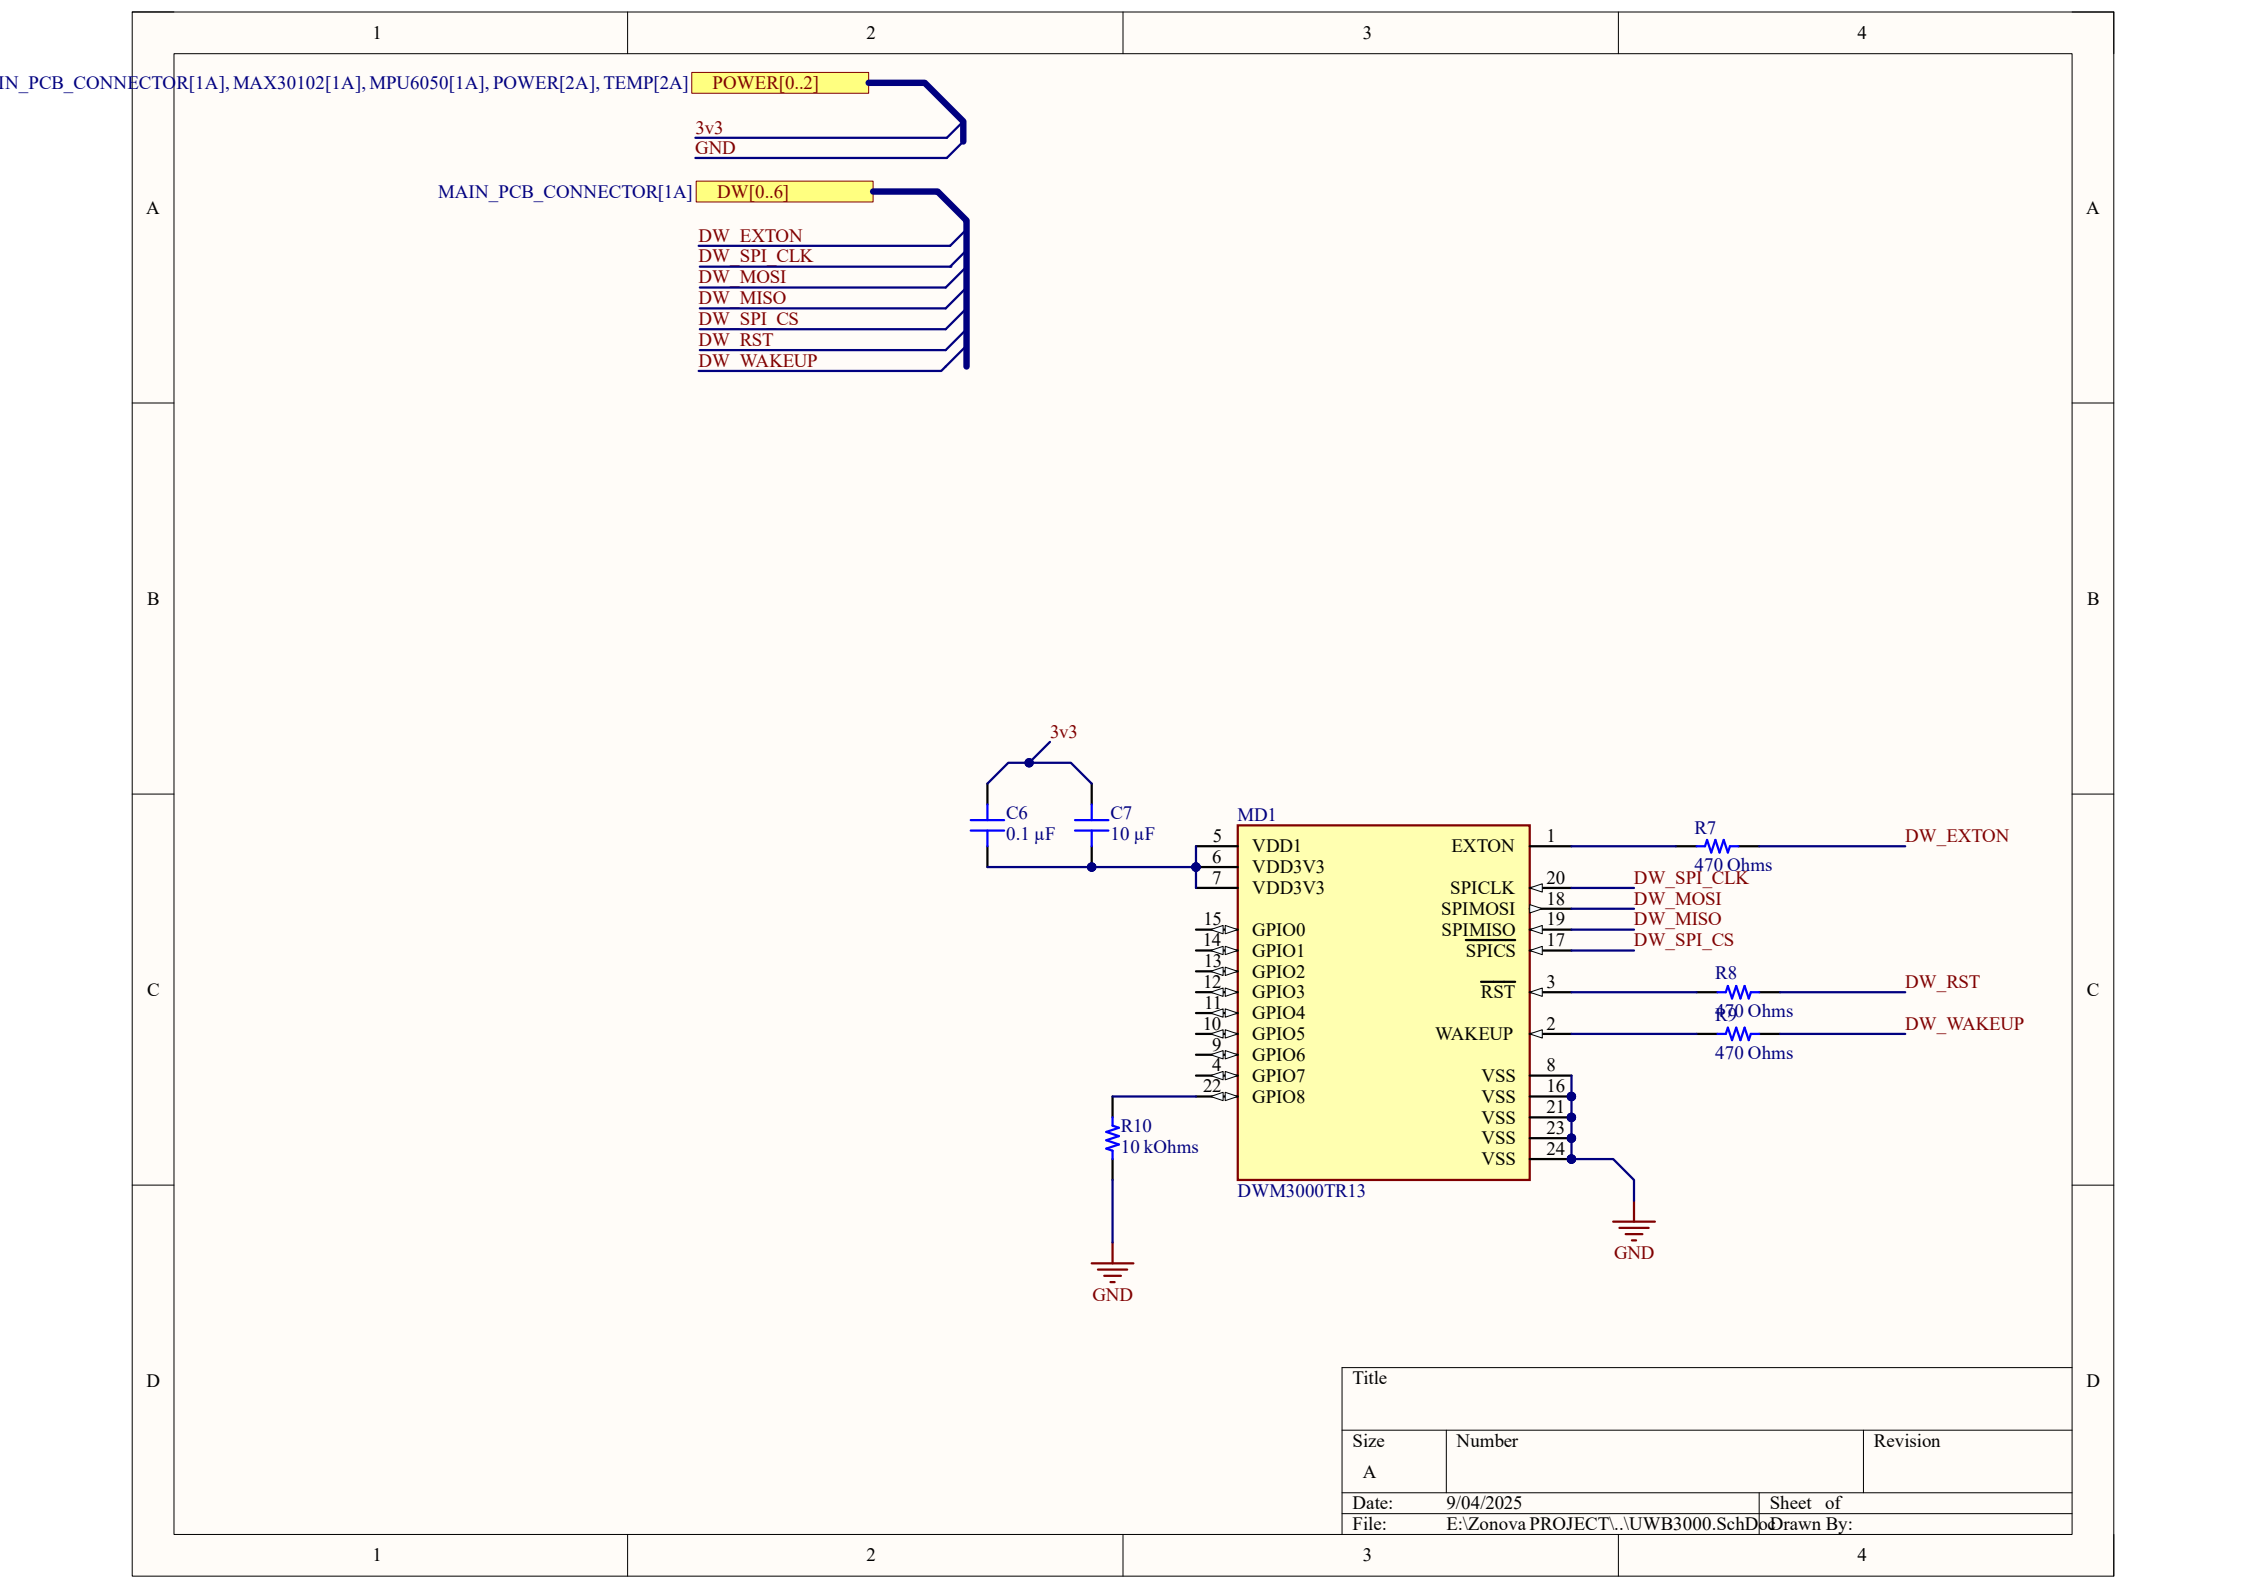 1 2 3 4
IN_PCB_CONNECTOR[1A], MAX30102[1A], MPU6050[1A], POWER[2A], TEMP[2A] POWER[0..2]
3v3
GND
MAIN_PCB_CONNECTOR[1A] DW[0..6]
A A
DW_EXTON
DW_SPI_CLK
DW_MOSI
DW_MISO
DW_SPI_CS
DW_RST
DW_WAKEUP
B B
3v3
C6
0.1 µF
C7
10 µF
MD1
5 VDD1
6 VDD3V3
7 VDD3V3
15 GPIO0
14 GPIO1
13 GPIO2
12 GPIO3
11 GPIO4
10 GPIO5
9 GPIO6
4 GPIO7
22 GPIO8
EXTON 1
SPICLK 20
SPIMOSI 18
SPIMISO 19
SPICS 17
RST 3
WAKEUP 2
VSS 8
VSS 16
VSS 21
VSS 23
VSS 24
DWM3000TR13
R7
470 Ohms
DW_EXTON
DW_SPI_CLK
DW_MOSI
DW_MISO
DW_SPI_CS
R8
470 Ohms
DW_RST
R9
470 Ohms
DW_WAKEUP
C C
R10
10 kOhms
GND
GND
D D
Title
Size Number Revision
A
Date: 9/04/2025 Sheet of
File: E:\Zonova PROJECT\..\UWB3000.SchDoc Drawn By:
1 2 3 4